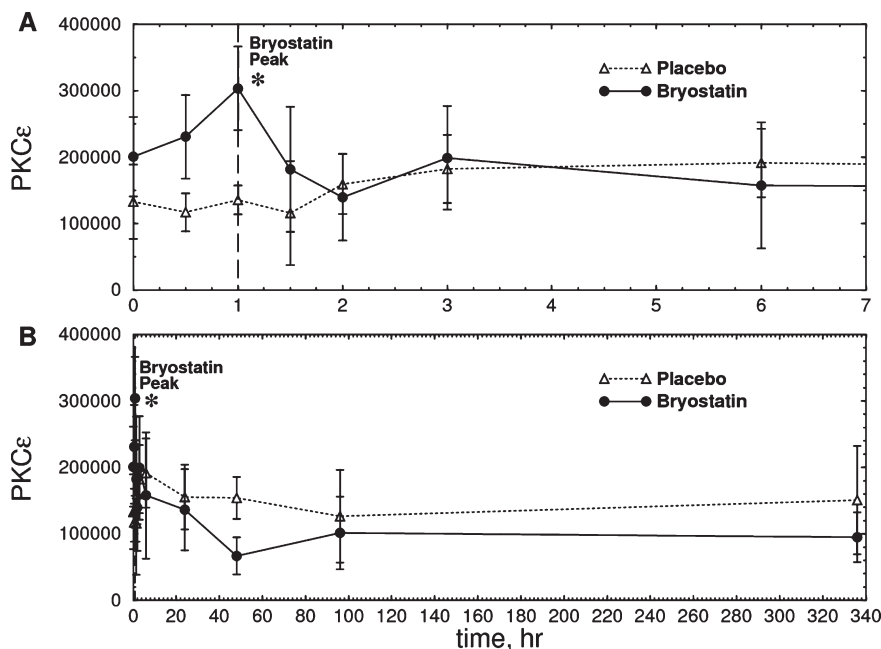 A
400000
Bryostatin
Peak
*
Placebo
Bryostatin
300000
PKCε
200000
100000
0
0 1 2 3 4 5 6 7
B
400000
Bryostatin
Peak
*
Placebo
Bryostatin
300000
PKCε
200000
100000
0
0 20 40 60 80 100 120 140 160 180 200 220 240 260 280 300 320 340
time, hr